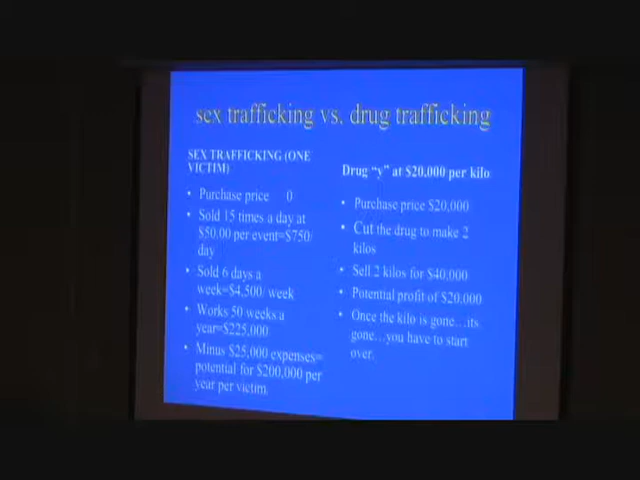 sex trafficking vs. drug trafficking
SEX TRAFFICKING (ONE
VICTIM)
• Purchase price 0
• Sold 15 times a day at
$50.00 per event=$750/
day
• Sold 6 days a
week=$4,500/ week
• Works 50 weeks a
year=$225,000
• Minus $25,000 expenses=
potential for $200,000 per
year per victim.
Drug "y" at $20,000 per kilo
• Purchase price $20,000
• Cut the drug to make 2
kilos
• Sell 2 kilos for $40,000
• Potential profit of $20,000
• Once the kilo is gone…its
gone…you have to start
over.